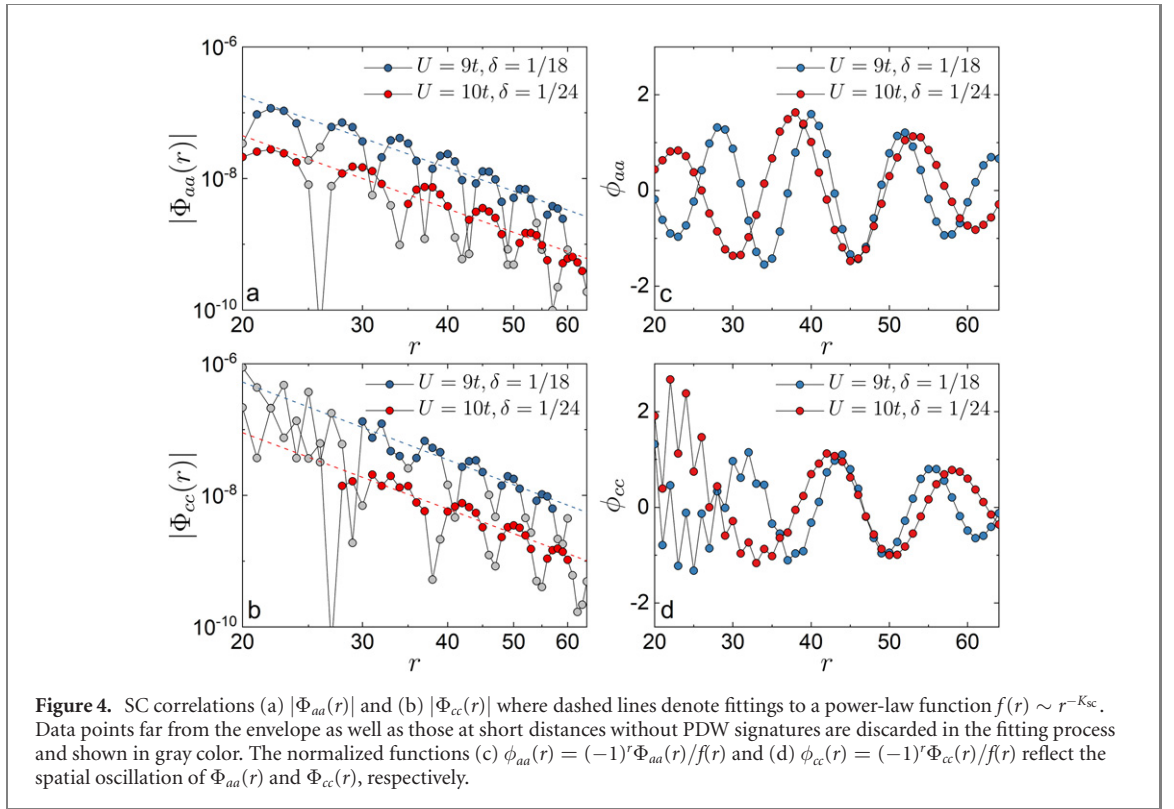 10^-6
10^-8
10^-10
|Φ_aa(r)|
U = 9t, δ = 1/18
U = 10t, δ = 1/24
a
20 30 40 50 60
r
2
0
-2
ϕ_aa
U = 9t, δ = 1/18
U = 10t, δ = 1/24
c
20 30 40 50 60
r
10^-6
10^-8
10^-10
|Φ_cc(r)|
U = 9t, δ = 1/18
U = 10t, δ = 1/24
b
20 30 40 50 60
r
2
0
-2
ϕ_cc
U = 9t, δ = 1/18
U = 10t, δ = 1/24
d
20 30 40 50 60
r
Figure 4. SC correlations (a) |Φ_aa(r)| and (b) |Φ_cc(r)| where dashed lines denote fittings to a power-law function f(r) ∼ r^−K_sc.
Data points far from the envelope as well as those at short distances without PDW signatures are discarded in the fitting process
and shown in gray color. The normalized functions (c) ϕ_aa(r) = (−1)^rΦ_aa(r)/f(r) and (d) ϕ_cc(r) = (−1)^rΦ_cc(r)/f(r) reflect the
spatial oscillation of Φ_aa(r) and Φ_cc(r), respectively.